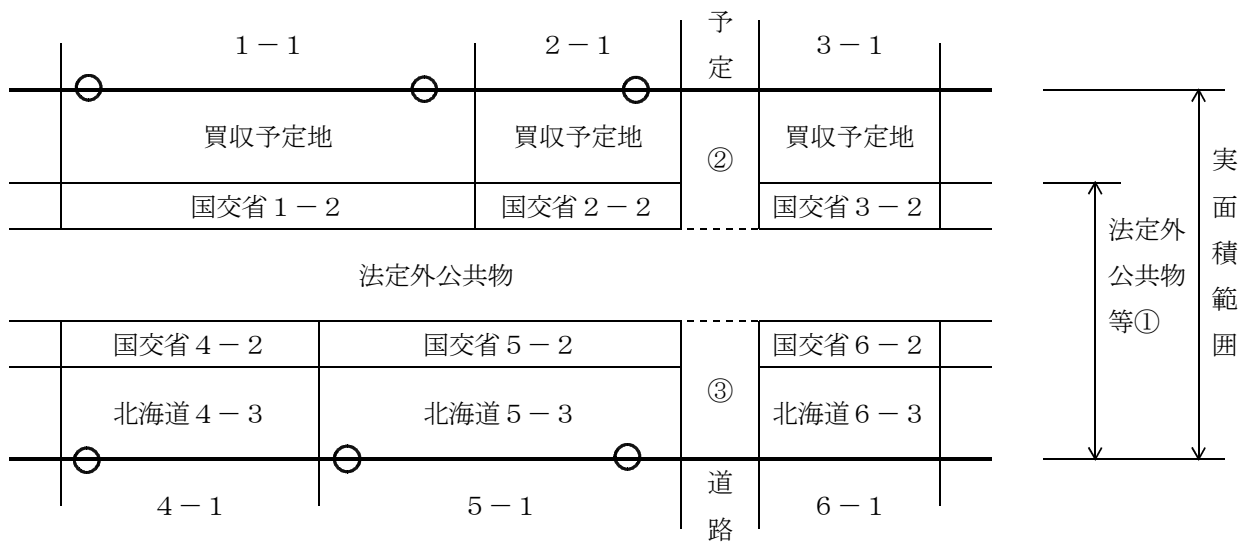 1－1
2－1
予定
3－1
買収予定地
買収予定地
②
買収予定地
国交省1－2
国交省2－2
国交省3－2
法定外公共物
国交省4－2
国交省5－2
国交省6－2
北海道4－3
北海道5－3
③
北海道6－3
4－1
5－1
道路
6－1
法定外
公共物
等①
実面積範囲